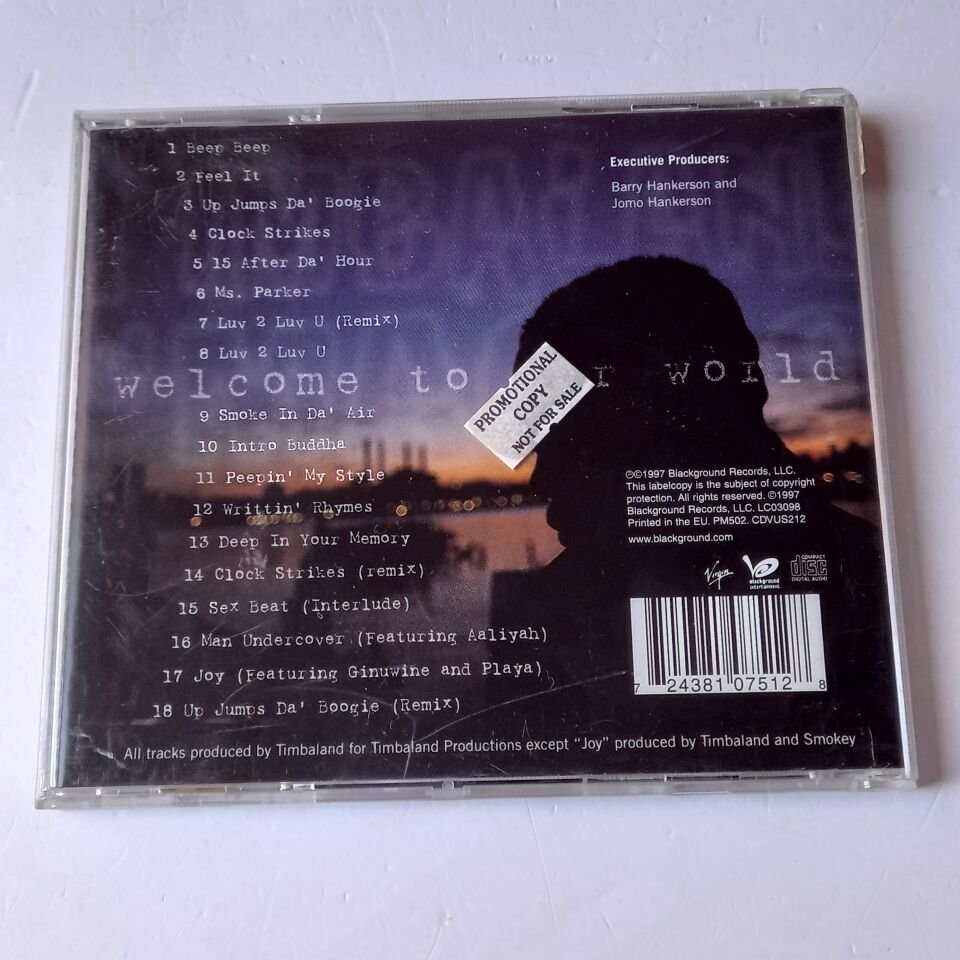 1 Beep Beep
2 Feel It
3 Up Jumps Da' Boogie
4 Clock Strikes
5 15 After Da' Hour
6 Ms. Parker
7 Luv 2 Luv U (Remix)
8 Luv 2 Luv U
welcome to world
9 Smoke In Da' Air
10 Intro Buddha
11 Peepin' My Style
12 Writtin' Rhymes
13 Deep In Your Memory
14 Clock Strikes (remix)
15 Sex Beat (Interlude)
16 Man Undercover (Featuring Aaliyah)
17 Joy (Featuring Ginuwine and Playa)
18 Up Jumps Da' Boogie (Remix)
Executive Producers:
Barry Hankerson and
Jomo Hankerson
PROMOTIONAL
COPY
NOT FOR SALE
℗©1997 Blackground Records, LLC.
This labelcopy is the subject of copyright
protection. All rights reserved. ©1997
Blackground Records, LLC. LC03098
Printed in the EU. PM502. CDVUS212
www.blackground.com
Virgin
blackground
entertainment
COMPACT
disc
DIGITAL AUDIO
7 24381 07512 8
All tracks produced by Timbaland for Timbaland Productions except "Joy" produced by Timbaland and Smokey